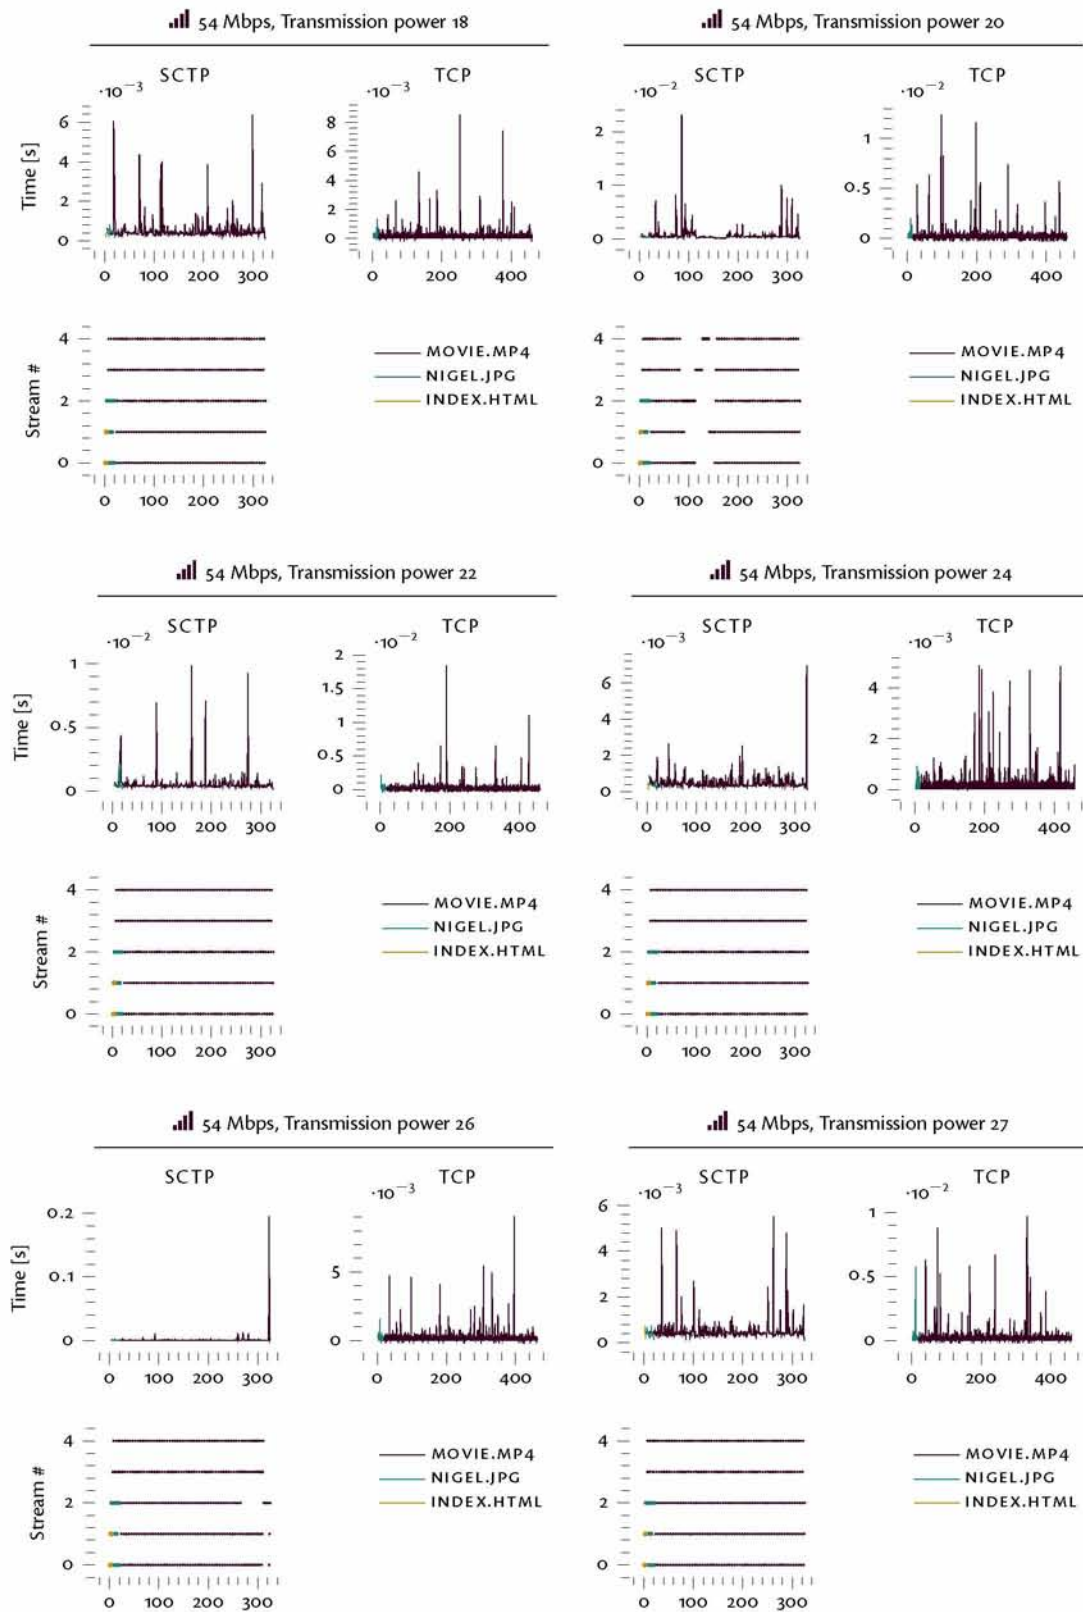 54 Mbps, Transmission power 18
SCTP
TCP
·10⁻³
·10⁻³
Time [s]
6
4
2
0
8
6
4
2
0
0 100 200 300
0 200 400
Stream #
4
2
0
0 100 200 300
MOVIE.MP4
NIGEL.JPG
INDEX.HTML
54 Mbps, Transmission power 20
SCTP
TCP
·10⁻²
·10⁻²
2
1
0
1
0.5
0
0 100 200 300
0 200 400
4
2
0
0 100 200 300
MOVIE.MP4
NIGEL.JPG
INDEX.HTML
54 Mbps, Transmission power 22
SCTP
TCP
·10⁻²
·10⁻²
Time [s]
1
0.5
0
2
1.5
1
0.5
0
0 100 200 300
0 200 400
Stream #
4
2
0
0 100 200 300
MOVIE.MP4
NIGEL.JPG
INDEX.HTML
54 Mbps, Transmission power 24
SCTP
TCP
·10⁻³
·10⁻³
6
4
2
0
4
2
0
0 100 200 300
0 200 400
4
2
0
0 100 200 300
MOVIE.MP4
NIGEL.JPG
INDEX.HTML
54 Mbps, Transmission power 26
SCTP
TCP
·10⁻³
Time [s]
0.2
0.1
0
5
0
0 100 200 300
0 200 400
Stream #
4
2
0
0 100 200 300
MOVIE.MP4
NIGEL.JPG
INDEX.HTML
54 Mbps, Transmission power 27
SCTP
TCP
·10⁻³
·10⁻²
6
4
2
0
1
0.5
0
0 100 200 300
0 200 400
4
2
0
0 100 200 300
MOVIE.MP4
NIGEL.JPG
INDEX.HTML